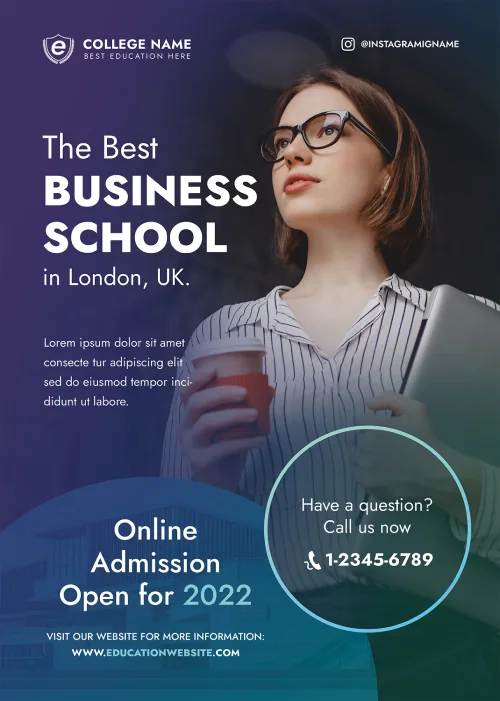 COLLEGE NAME
BEST EDUCATION HERE
@INSTAGRAMIGNAME
The Best
BUSINESS
SCHOOL
in London, UK.
Lorem ipsum dolor sit amet
consecte tur adipiscing elit
sed do eiusmod tempor inci-
didunt ut labore.
Have a question?
Call us now
1-2345-6789
Online
Admission
Open for 2022
VISIT OUR WEBSITE FOR MORE INFORMATION:
WWW.EDUCATIONWEBSITE.COM